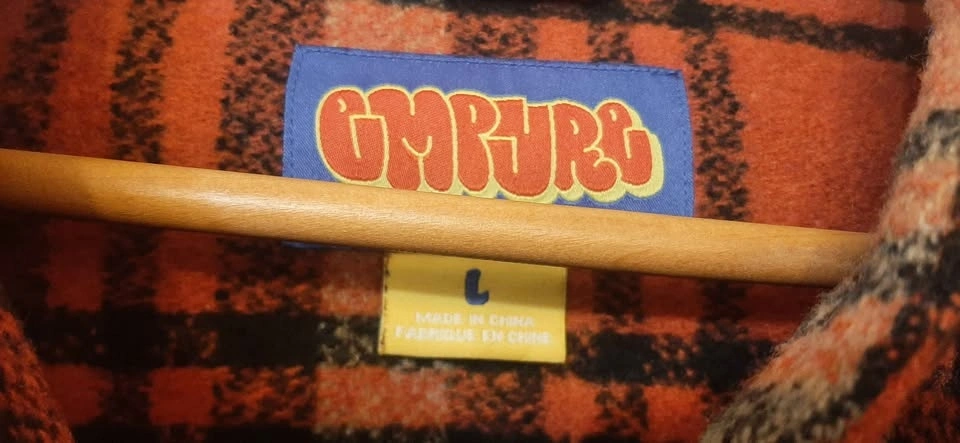 EMPYRE
L
MADE IN CHINA
FABRIQUE EN CHINE